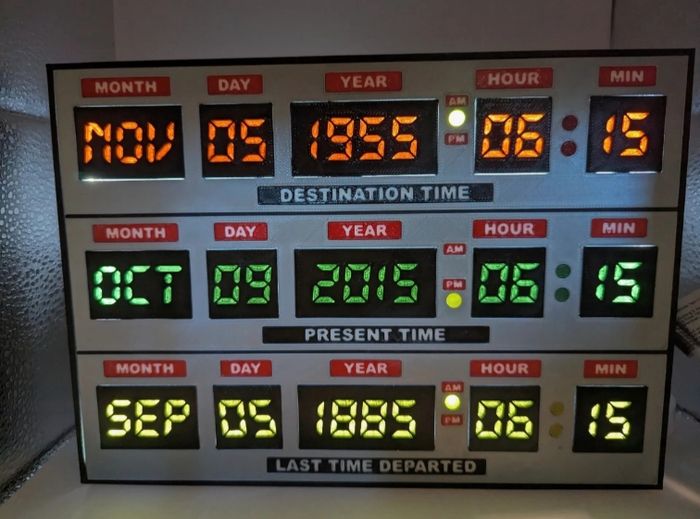 MONTH DAY YEAR AM HOUR MIN
NOV 05 1955 PM 06 15
DESTINATION TIME
MONTH DAY YEAR AM HOUR MIN
OCT 09 2015 PM 06 15
PRESENT TIME
MONTH DAY YEAR AM HOUR MIN
SEP 05 1885 PM 06 15
LAST TIME DEPARTED